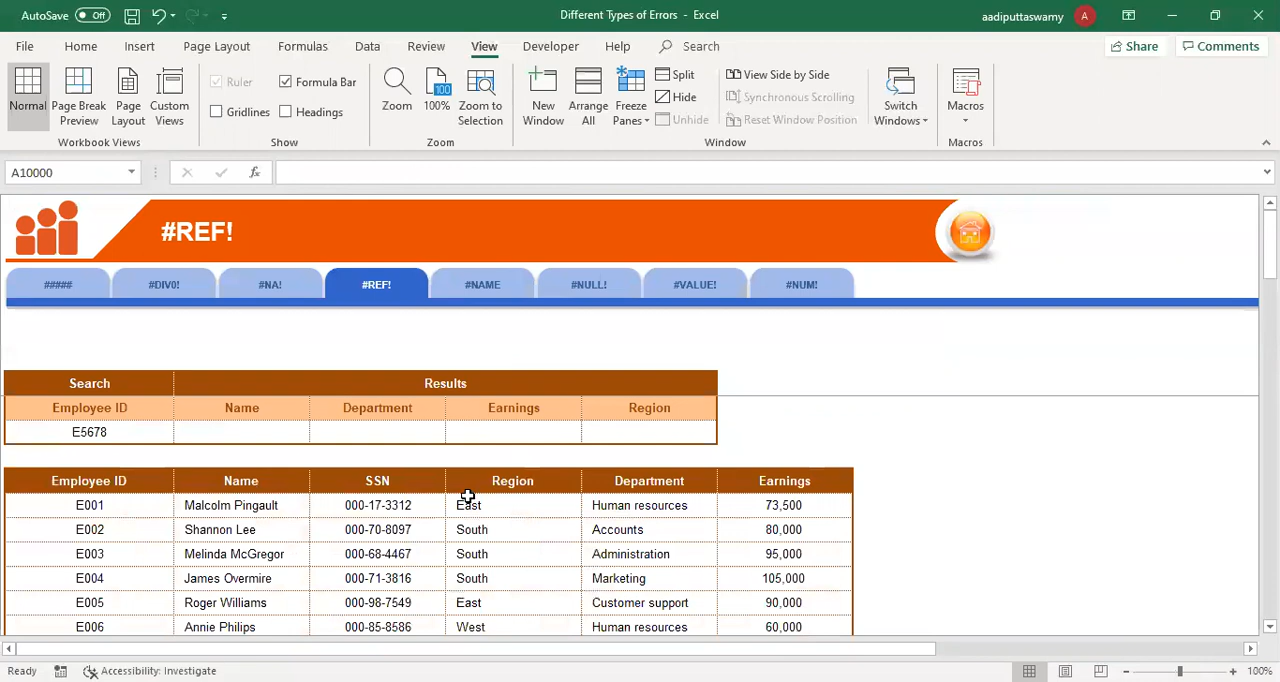 AutoSave Off Different Types of Errors - Excel aadiputtaswamy A
File Home Insert Page Layout Formulas Data Review View Developer Help Search Share Comments
Normal Page Break Preview Page Layout Custom Views
Workbook Views
Ruler Formula Bar
Gridlines Headings
Show
Zoom 100% Zoom to Selection
Zoom
New Window Arrange All Freeze Panes
Split
Hide
Unhide
View Side by Side
Synchronous Scrolling
Reset Window Position
Switch Windows
Window
Macros
Macros
A10000 fx
#REF!
##### #DIV0! #NA! #REF! #NAME #NULL! #VALUE! #NUM!
Search Results
Employee ID Name Department Earnings Region
E5678
Employee ID Name SSN Region Department Earnings
E001 Malcolm Pingault 000-17-3312 East Human resources 73,500
E002 Shannon Lee 000-70-8097 South Accounts 80,000
E003 Melinda McGregor 000-68-4467 South Administration 95,000
E004 James Overmire 000-71-3816 South Marketing 105,000
E005 Roger Williams 000-98-7549 East Customer support 90,000
E006 Annie Philips 000-85-8586 West Human resources 60,000
Ready Accessibility: Investigate 100%